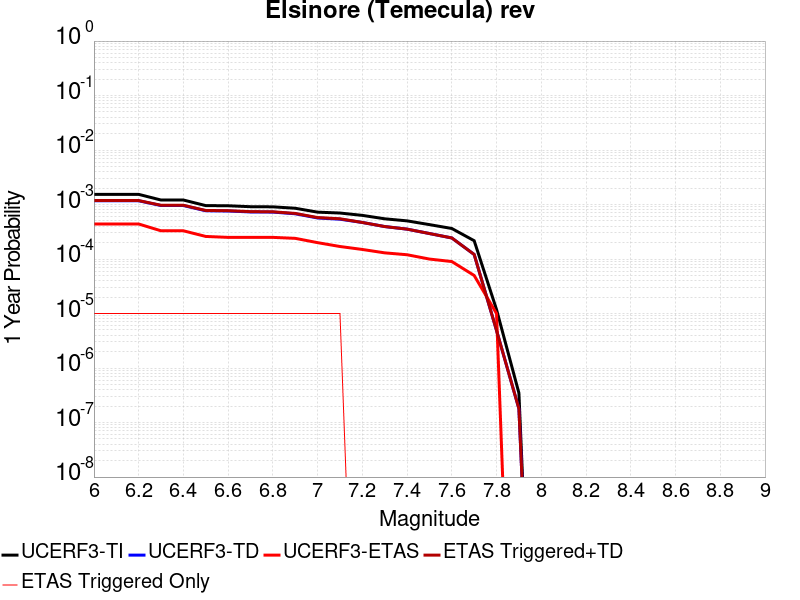 Elsinore (Temecula) rev
10^0
10^-1
10^-2
10^-3
10^-4
10^-5
10^-6
10^-7
10^-8
1 Year Probability
6 6.2 6.4 6.6 6.8 7 7.2 7.4 7.6 7.8 8 8.2 8.4 8.6 8.8 9
Magnitude
UCERF3-TI UCERF3-TD UCERF3-ETAS ETAS Triggered+TD
ETAS Triggered Only